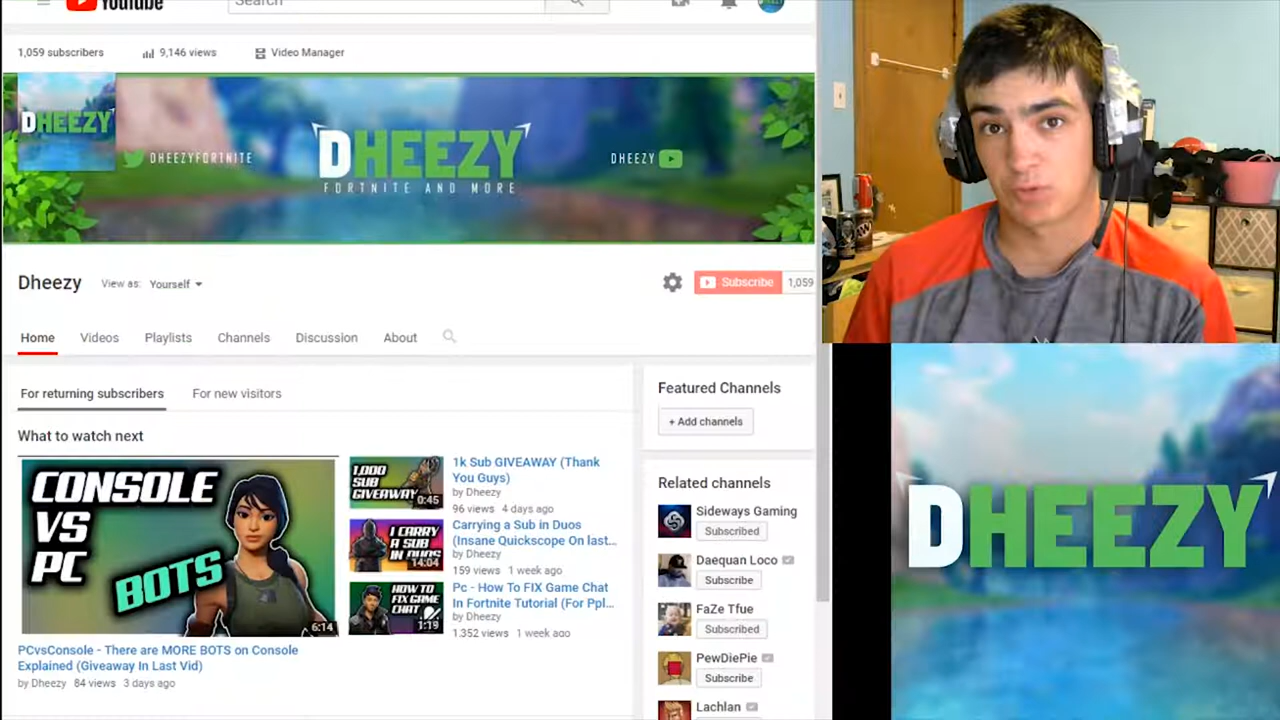 YouTube
Search
1,059 subscribers
9,146 views
Video Manager
DHEEZY
DHEEZYFORTNITE
DHEEZY
FORTNITE AND MORE
DHEEZY
Dheezy
View as: Yourself
Subscribe 1,059
Home
Videos
Playlists
Channels
Discussion
About
For returning subscribers
For new visitors
What to watch next
CONSOLE
VS
PC
BOTS
6:14
PCvsConsole - There are MORE BOTS on Console
Explained (Giveaway In Last Vid)
by Dheezy 84 views 3 days ago
1,000
SUB
GIVEAWAY
0:45
1k Sub GIVEAWAY (Thank
You Guys)
by Dheezy
96 views 4 days ago
I CARRY
A SUB
IN DUOS
14:04
Carrying a Sub in Duos
(Insane Quickscope On last...
by Dheezy
159 views 1 week ago
HOW TO
FIX GAME
CHAT
1:19
Pc - How To FIX Game Chat
In Fortnite Tutorial (For Ppl...
by Dheezy
1,352 views 1 week ago
Featured Channels
+ Add channels
Related channels
Sideways Gaming
Subscribed
Daequan Loco
Subscribe
FaZe Tfue
Subscribed
PewDiePie
Subscribe
Lachlan
DHEEZY